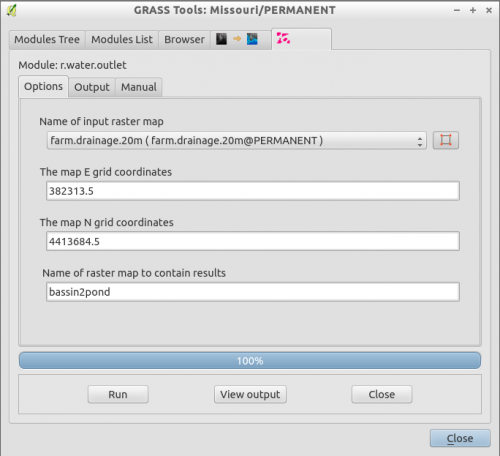 GRASS Tools: Missouri/PERMANENT
Modules Tree Modules List Browser
Module: r.water.outlet
Options Output Manual
Name of input raster map
farm.drainage.20m ( farm.drainage.20m@PERMANENT )
The map E grid coordinates
382313.5
The map N grid coordinates
4413684.5
Name of raster map to contain results
bassin2pond
100%
Run View output Close
Close